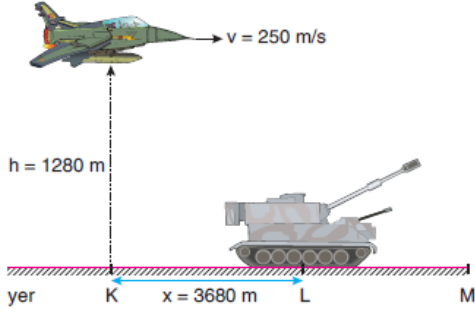 v = 250 m/s
h = 1280 m
yer K x = 3680 m L M